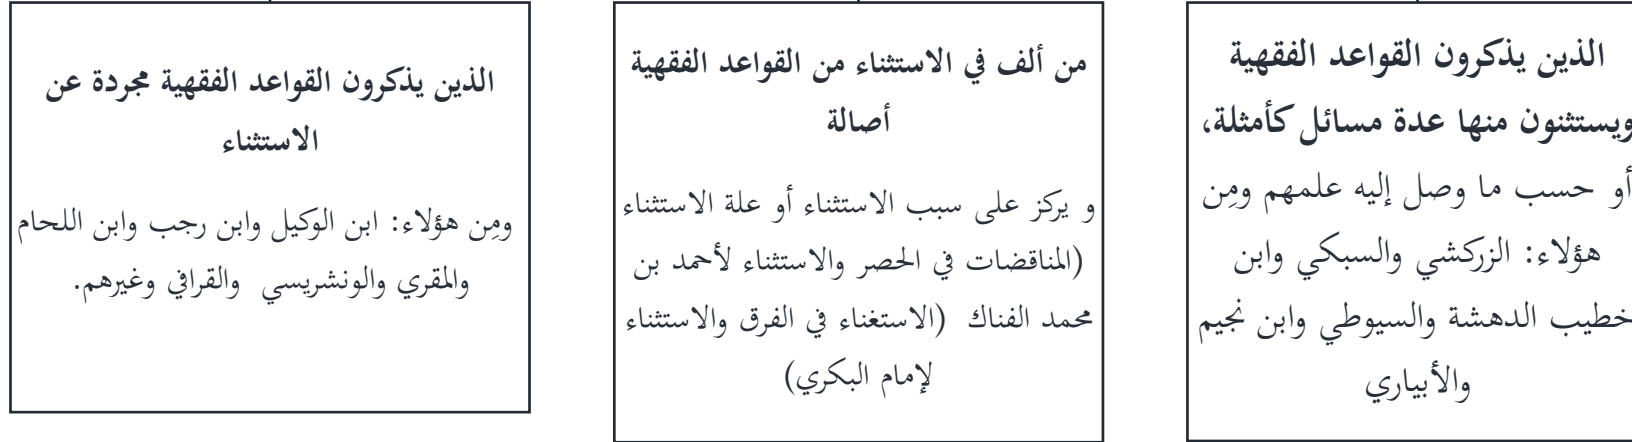 الذين يذكرون القواعد الفقهية
ويستثنون منها عدة مسائل كأمثلة،
أو حسب ما وصل إليه علمهم ومِن
هؤلاء: الزركشي والسبكي وابن
خطيب الدهشة والسيوطي وابن نجيم
والأبياري
من ألف في الاستثناء من القواعد الفقهية
أصالة
و يركز على سبب الاستثناء أو علة الاستثناء
(المناقضات في الحصر والاستثناء لأحمد بن
محمد الفناك (الاستغناء في الفرق والاستثناء
لإمام البكري)
الذين يذكرون القواعد الفقهية مجردة عن
الاستثناء
ومِن هؤلاء: ابن الوكيل وابن رجب وابن اللحام
والمقري والونشريسي والقرافي وغيرهم.